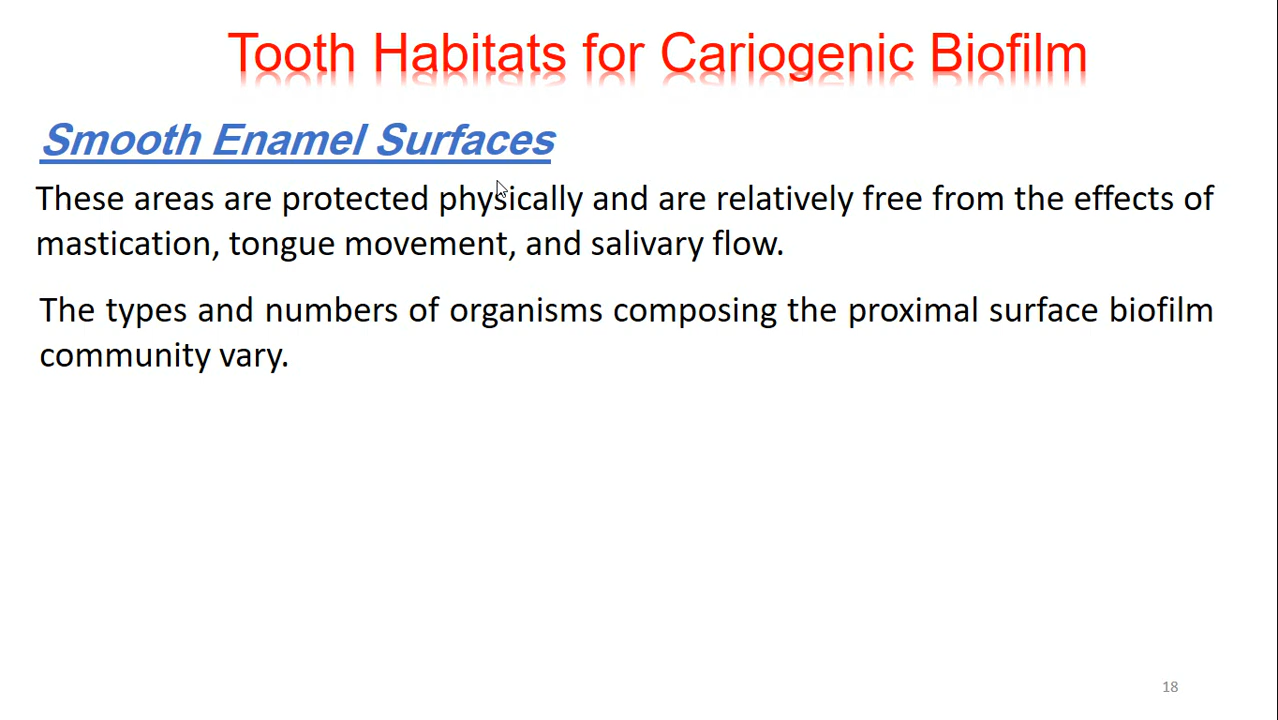 Tooth Habitats for Cariogenic Biofilm
Smooth Enamel Surfaces
These areas are protected physically and are relatively free from the effects of
mastication, tongue movement, and salivary flow.
The types and numbers of organisms composing the proximal surface biofilm
community vary.
18